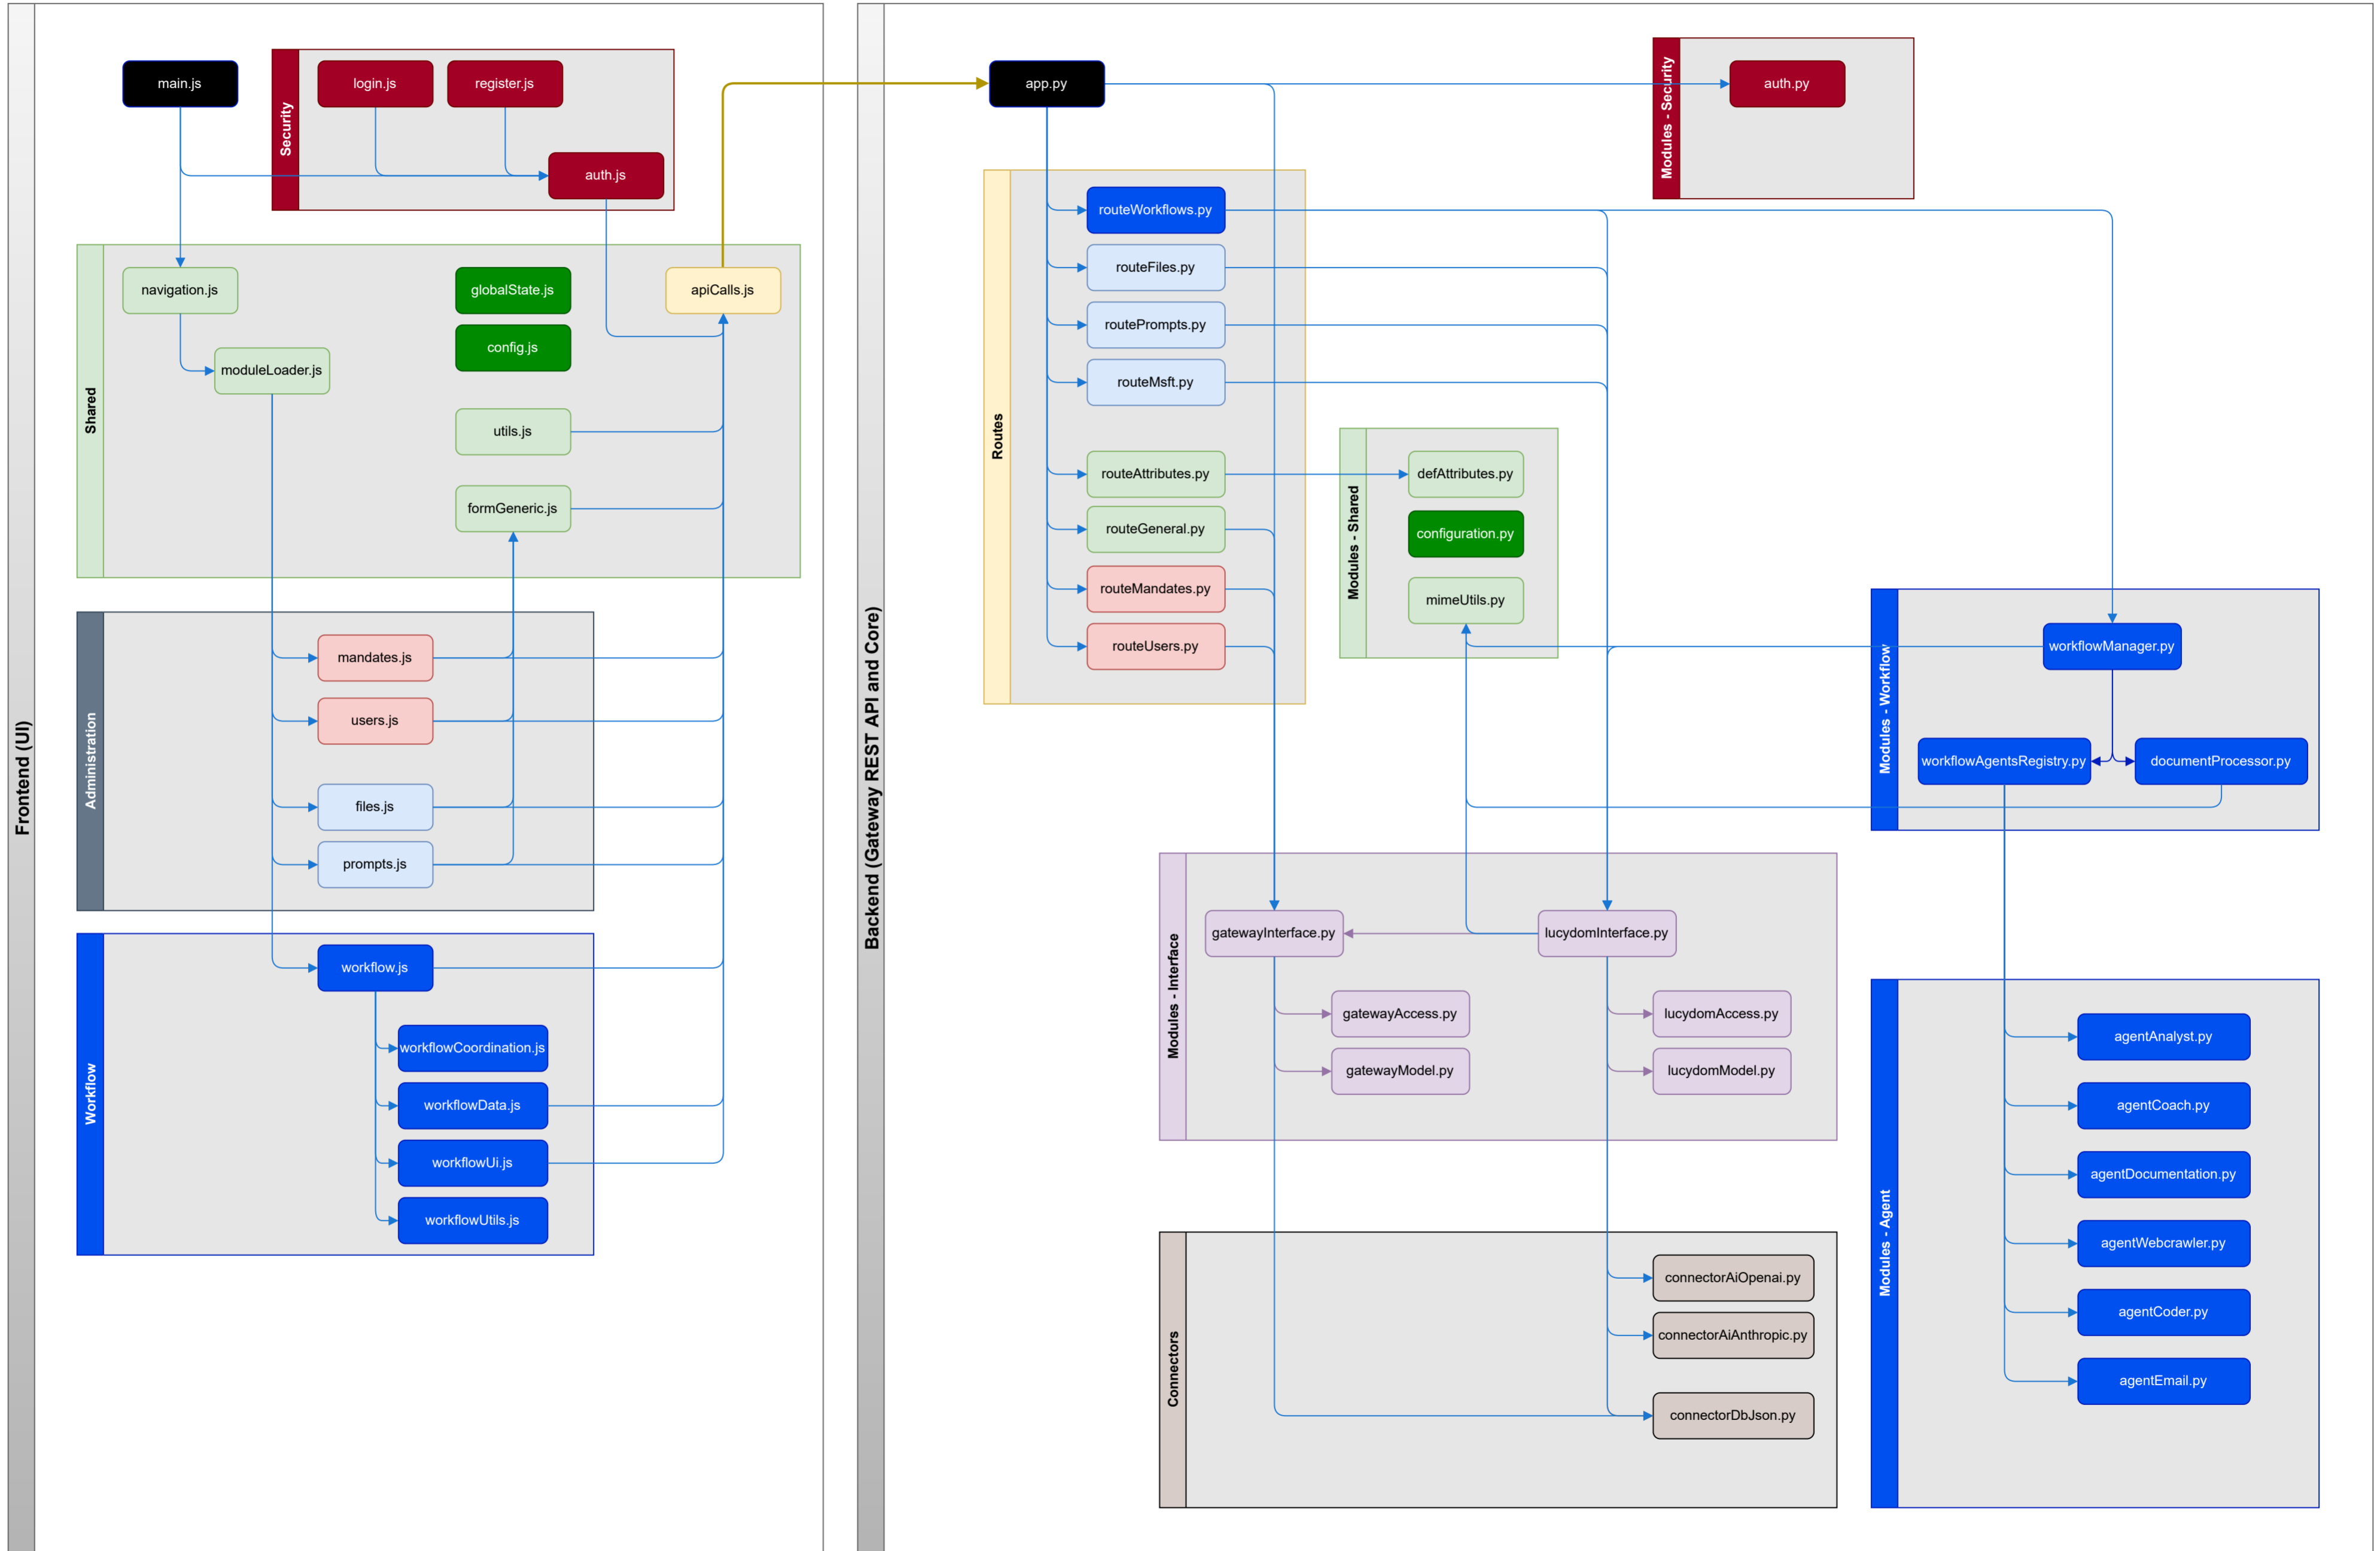 Frontend (UI)
main.js
Security
login.js
register.js
auth.js
Shared
navigation.js
globalState.js
apiCalls.js
config.js
moduleLoader.js
utils.js
formGeneric.js
Administration
mandates.js
users.js
files.js
prompts.js
Workflow
workflow.js
workflowCoordination.js
workflowData.js
workflowUi.js
workflowUtils.js
Backend (Gateway REST API and Core)
app.py
Modules - Security
auth.py
Routes
routeWorkflows.py
routeFiles.py
routePrompts.py
routeMsft.py
routeAttributes.py
routeGeneral.py
routeMandates.py
routeUsers.py
Modules - Shared
defAttributes.py
configuration.py
mimeUtils.py
Modules - Workflow
workflowManager.py
workflowAgentsRegistry.py
documentProcessor.py
Modules - Interface
gatewayInterface.py
lucydomInterface.py
gatewayAccess.py
lucydomAccess.py
gatewayModel.py
lucydomModel.py
Connectors
connectorAiOpenai.py
connectorAiAnthropic.py
connectorDbJson.py
Modules - Agent
agentAnalyst.py
agentCoach.py
agentDocumentation.py
agentWebcrawler.py
agentCoder.py
agentEmail.py